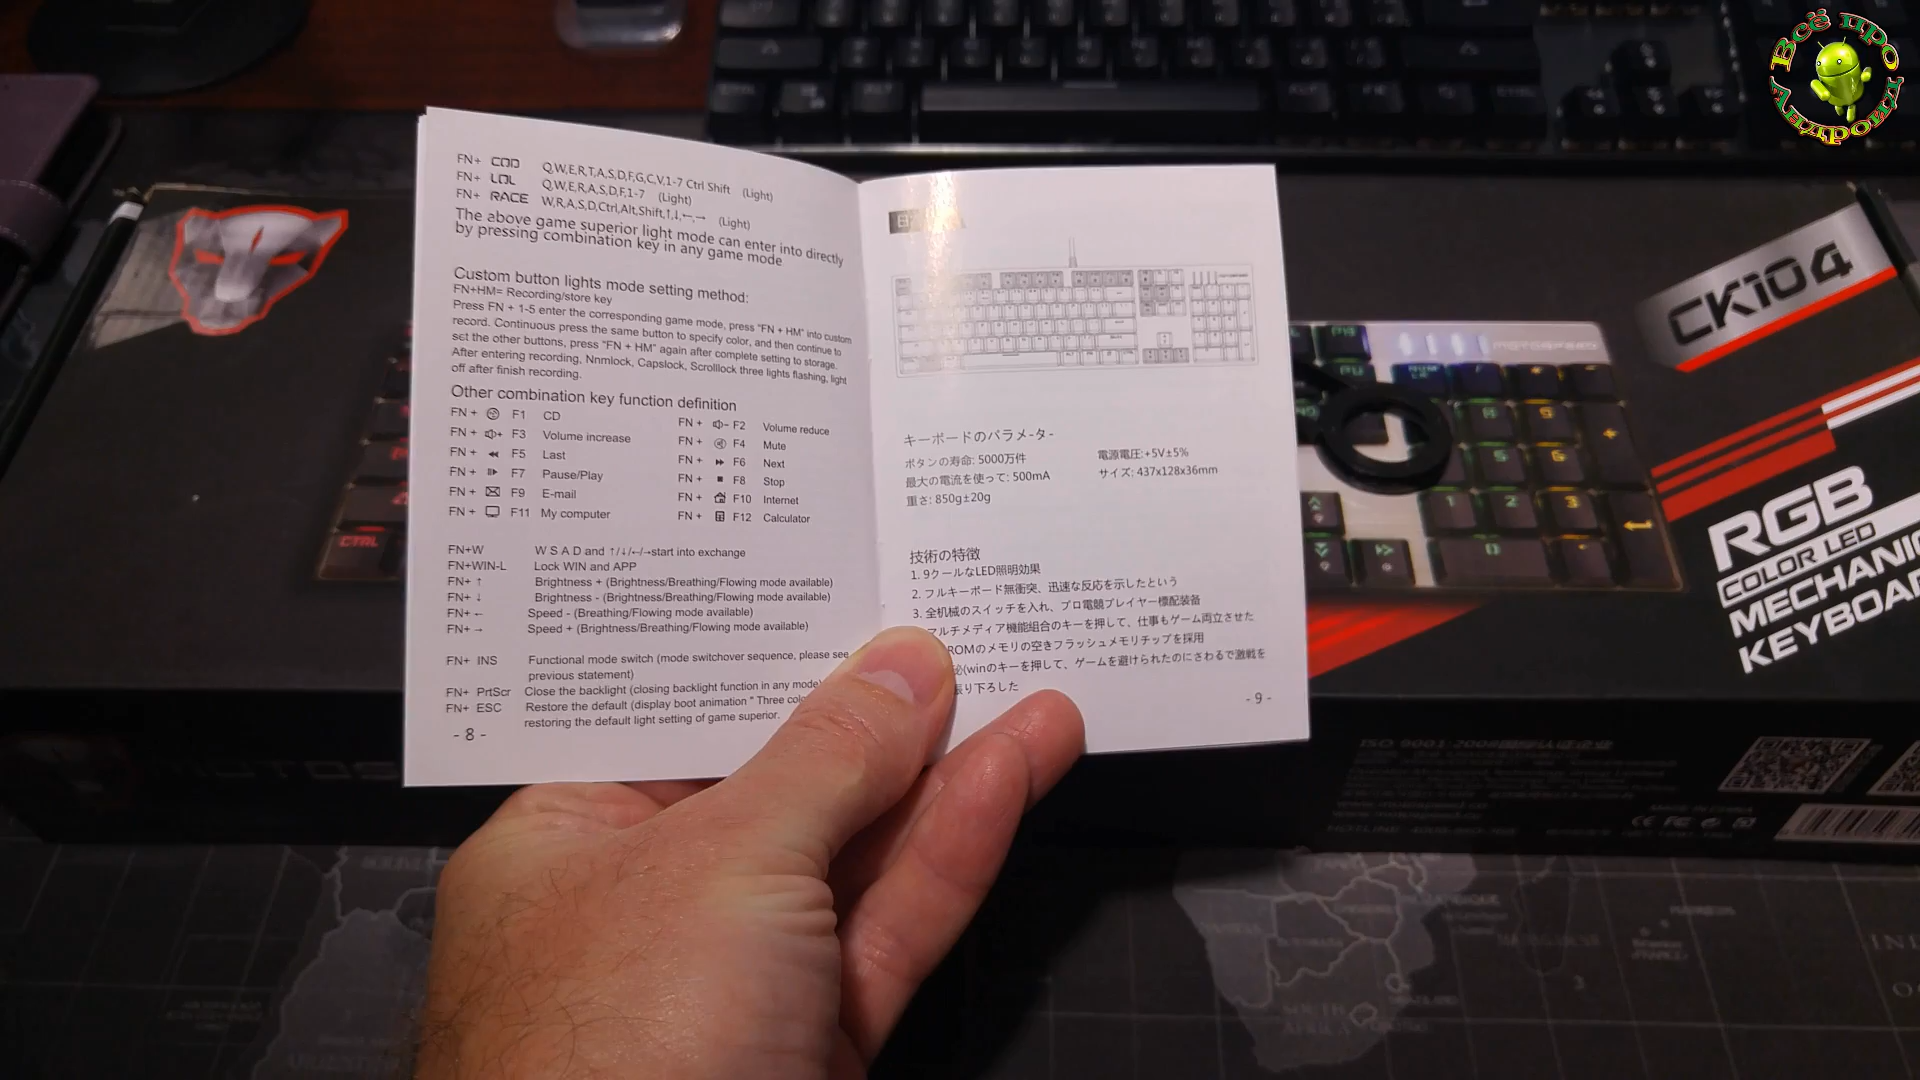 Всё про Андроид
FN+ COD Q,W,E,R,T,A,S,D,F,G,C,V,1-7 Ctrl Shift (Light)
FN+ LOL Q,W,E,R,A,S,D,F,1-7 (Light)
FN+ RACE W,R,A,S,D,Ctrl,Alt,Shift,↑,↓,←,→ (Light)
The above game superior light mode can enter into directly
by pressing combination key in any game mode
Custom button lights mode setting method:
FN+HM= Recording/store key
Press FN + 1-5 enter the corresponding game mode, press "FN + HM" into custom
record. Continuous press the same button to specify color, and then continue to
set the other buttons, press "FN + HM" again after complete setting to storage.
After entering recording, Nnmlock, Capslock, Scrolllock three lights flashing, light
off after finish recording.
Other combination key function definition
FN + F1 CD FN + F2 Volume reduce
FN + F3 Volume increase FN + F4 Mute
FN + F5 Last FN + F6 Next
FN + F7 Pause/Play FN + F8 Stop
FN + F9 E-mail FN + F10 Internet
FN + F11 My computer FN + F12 Calculator
FN+W W S A D and ↑/↓/←/→start into exchange
FN+WIN-L Lock WIN and APP
FN+ ↑ Brightness + (Brightness/Breathing/Flowing mode available)
FN+ ↓ Brightness - (Brightness/Breathing/Flowing mode available)
FN+ ← Speed - (Breathing/Flowing mode available)
FN+ → Speed + (Brightness/Breathing/Flowing mode available)
FN+ INS Functional mode switch (mode switchover sequence, please see
previous statement)
FN+ PrtScr Close the backlight (closing backlight function in any mode)
FN+ ESC Restore the default (display boot animation " Three
restoring the default light setting of game superior.
- 8 -
キーボードのパラメ-タ-
ボタンの寿命: 5000万件 電源電圧:+5V±5%
最大の電流を使って: 500mA サイズ: 437x128x36mm
重さ: 850g±20g
技術の特徴
1. 9クールなLED照明効果
2. フルキーボード無衝突、迅速な反応を示したという
3. 全机械のスイッチを入れ、プロ電競プレイヤー標配装备
マルチメディア機能組合のキーを押して、仕事もゲーム両立させた
ROMのメモリの空きフラッシュメモリチップを採用
(winのキーを押して、ゲームを避けられたのにさわるで激戦を
張り下ろした
- 9 -
CK104
MOTOSPEED
RGB
COLOR LED
MECHANIC
KEYBOA
CTRL